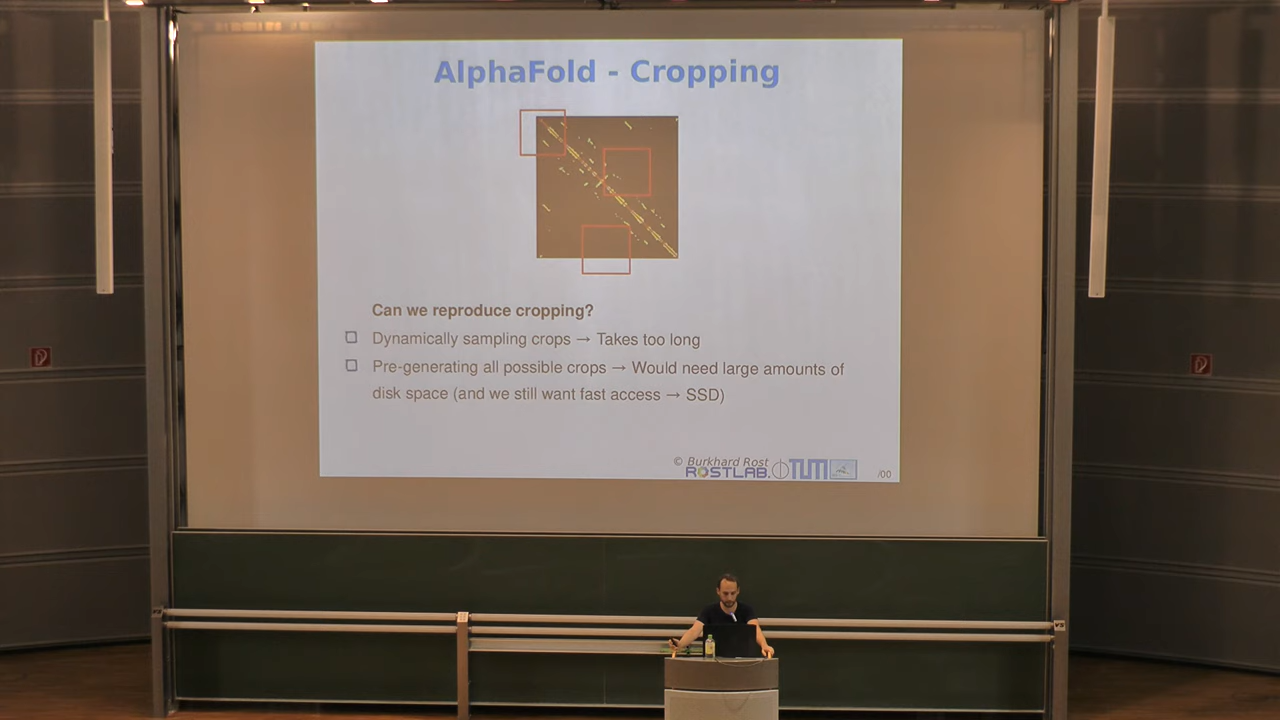 AlphaFold - Cropping
Can we reproduce cropping?
Dynamically sampling crops → Takes too long
Pre-generating all possible crops → Would need large amounts of
disk space (and we still want fast access → SSD)
© Burkhard Rost
ROSTLAB. TUM
/00